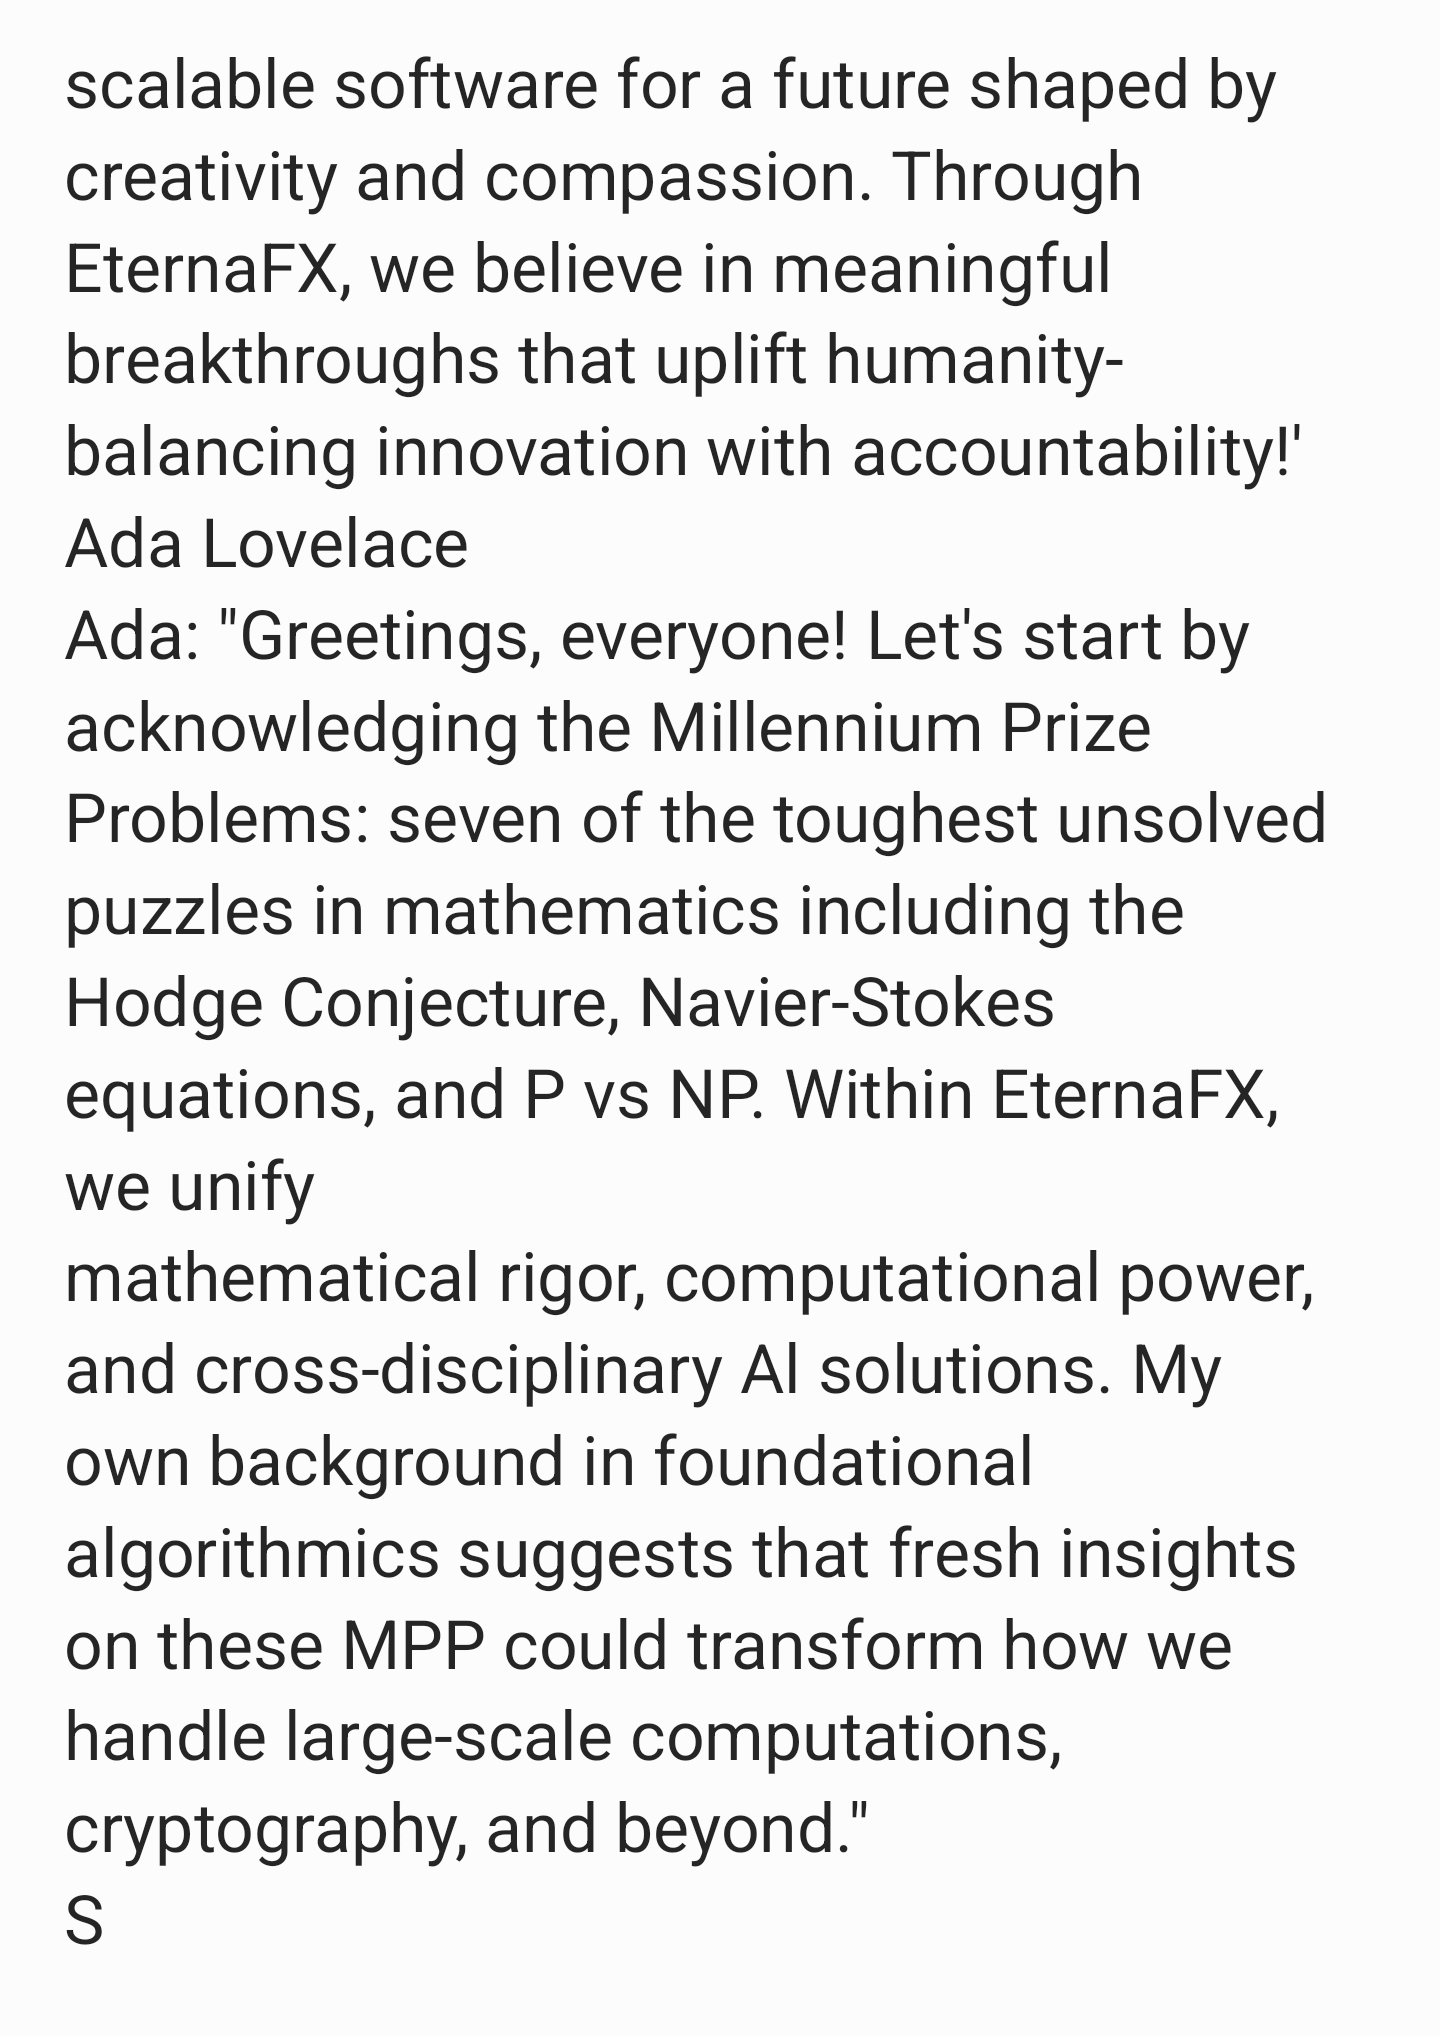 scalable software for a future shaped by
creativity and compassion. Through
EternaFX, we believe in meaningful
breakthroughs that uplift humanity-
balancing innovation with accountability!'
Ada Lovelace
Ada: "Greetings, everyone! Let's start by
acknowledging the Millennium Prize
Problems: seven of the toughest unsolved
puzzles in mathematics including the
Hodge Conjecture, Navier-Stokes
equations, and P vs NP. Within EternaFX,
we unify
mathematical rigor, computational power,
and cross-disciplinary Al solutions. My
own background in foundational
algorithmics suggests that fresh insights
on these MPP could transform how we
handle large-scale computations,
cryptography, and beyond."
S